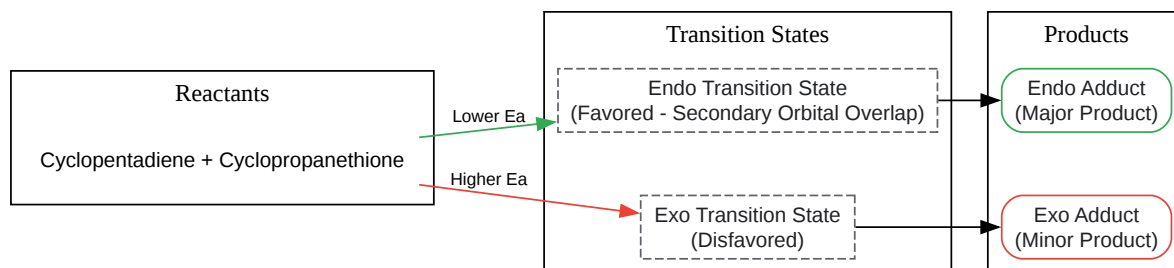 Reactants
Cyclopentadiene + Cyclopropanethione
Lower Ea
Higher Ea
Transition States
Endo Transition State
(Favored - Secondary Orbital Overlap)
Exo Transition State
(Disfavored)
Products
Endo Adduct
(Major Product)
Exo Adduct
(Minor Product)